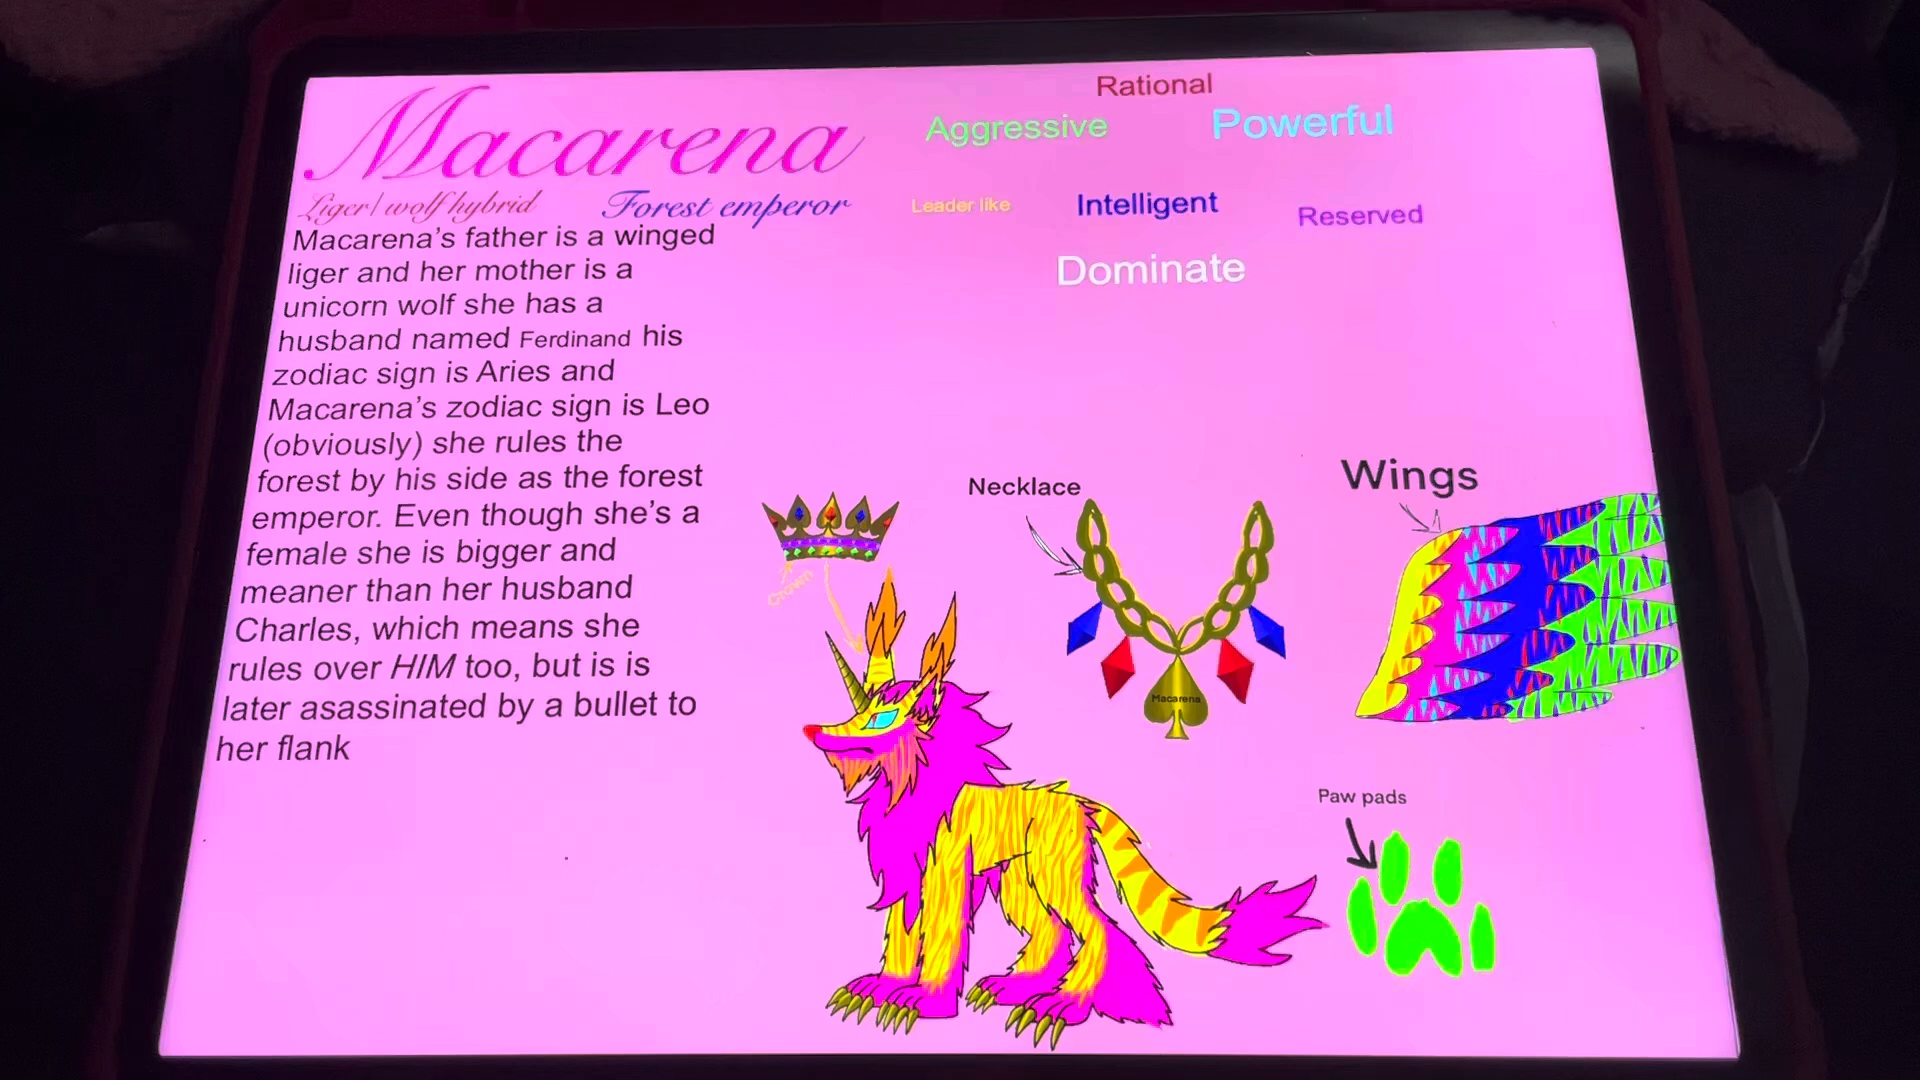 Macarena
Liger/wolf hybrid
Forest emperor
Macarena's father is a winged
liger and her mother is a
unicorn wolf she has a
husband named Ferdinand his
zodiac sign is Aries and
Macarena's zodiac sign is Leo
(obviously) she rules the
forest by his side as the forest
emperor. Even though she's a
female she is bigger and
meaner than her husband
Charles, which means she
rules over HIM too, but is is
later asassinated by a bullet to
her flank
Rational
Aggressive
Powerful
Leader like
Intelligent
Reserved
Dominate
Crown
Necklace
Macarena
Wings
Paw pads